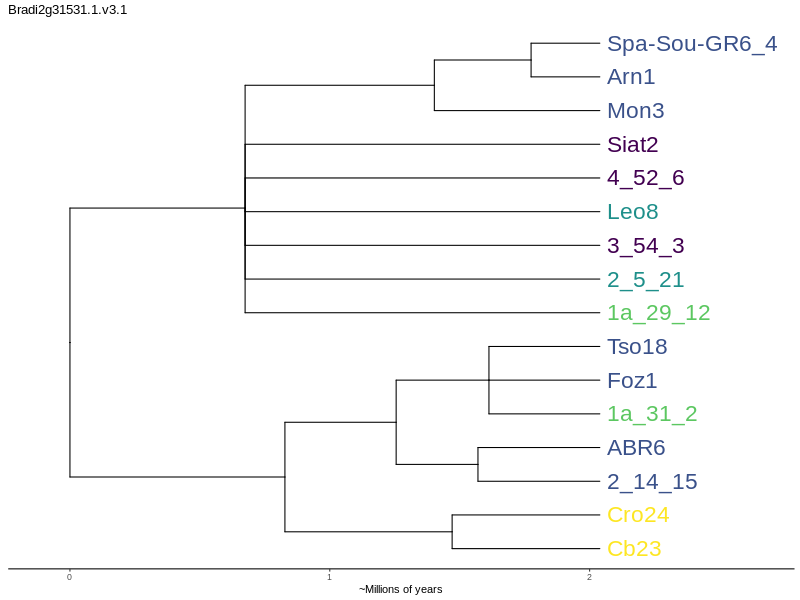 Bradi2g31531.1.v3.1
Spa-Sou-GR6_4
Arn1
Mon3
Siat2
4_52_6
Leo8
3_54_3
2_5_21
1a_29_12
Tso18
Foz1
1a_31_2
ABR6
2_14_15
Cro24
Cb23
0 1 2
~Millions of years